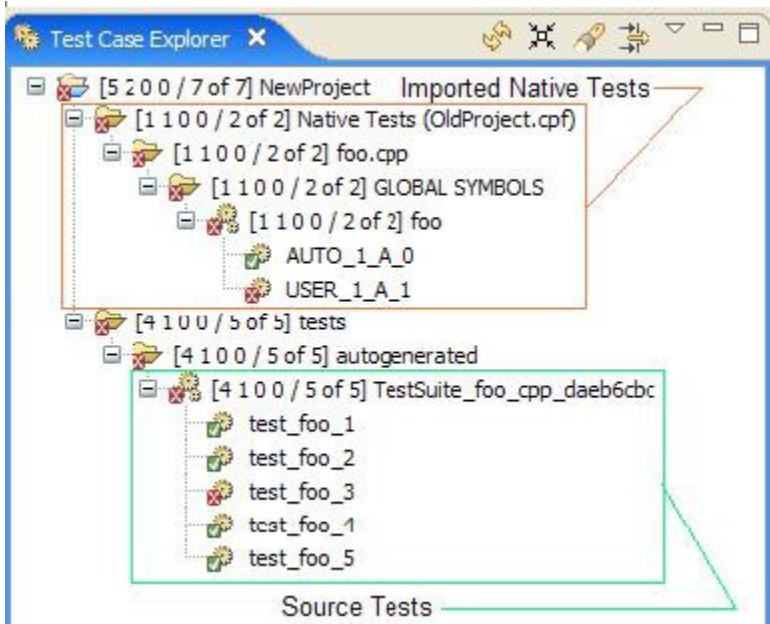 Test Case Explorer
[5 2 0 0 / 7 of 7] NewProject Imported Native Tests
[1 1 0 0 / 2 of 2] Native Tests (OldProject.cpf)
[1 1 0 0 / 2 of 2] foo.cpp
[1 1 0 0 / 2 of 2] GLOBAL SYMBOLS
[1 1 0 0 / 2 of 2] foo
AUTO_1_A_0
USER_1_A_1
[4 1 0 0 / 5 of 5] tests
[4 1 0 0 / 5 of 5] autogenerated
[4 1 0 0 / 5 of 5] TestSuite_foo_cpp_daeb6cbc
test_foo_1
test_foo_2
test_foo_3
test_foo_4
test_foo_5
Source Tests